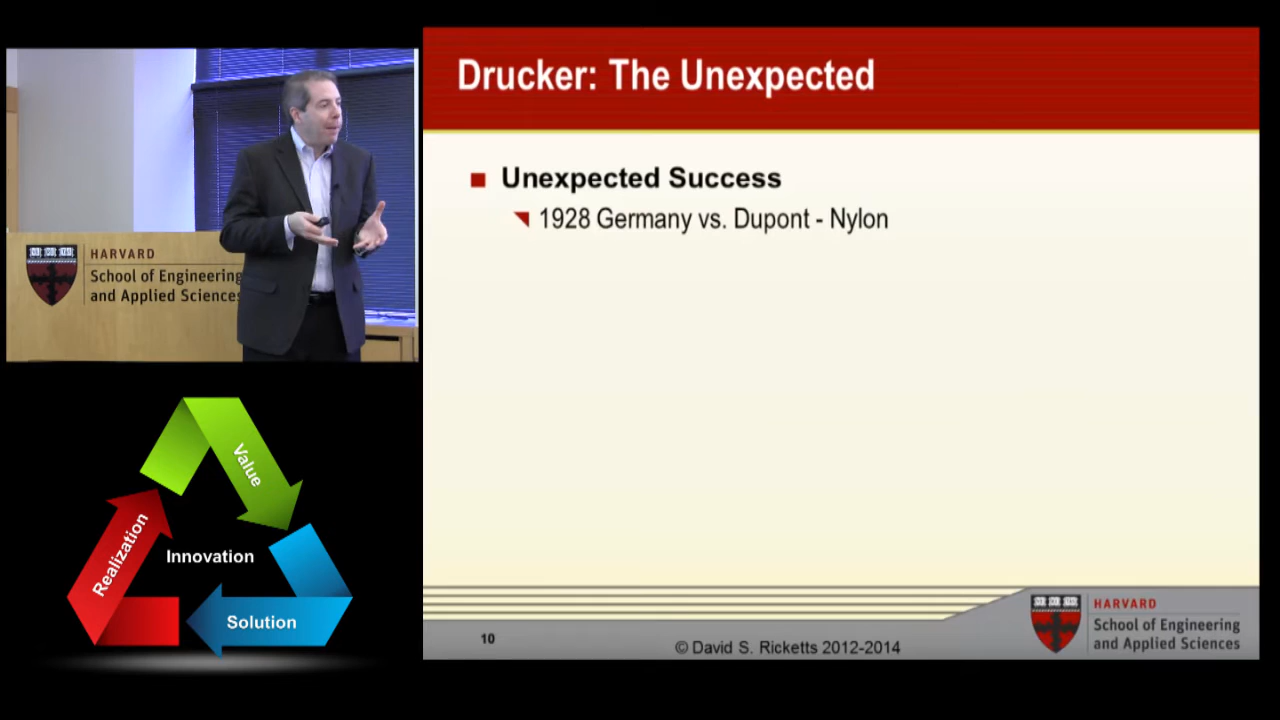 Drucker: The Unexpected
Unexpected Success
1928 Germany vs. Dupont - Nylon
HARVARD
School of Engineering
and Applied Sciences
Value
Realization
Innovation
Solution
10
© David S. Ricketts 2012-2014
HARVARD
School of Engineering
and Applied Sciences